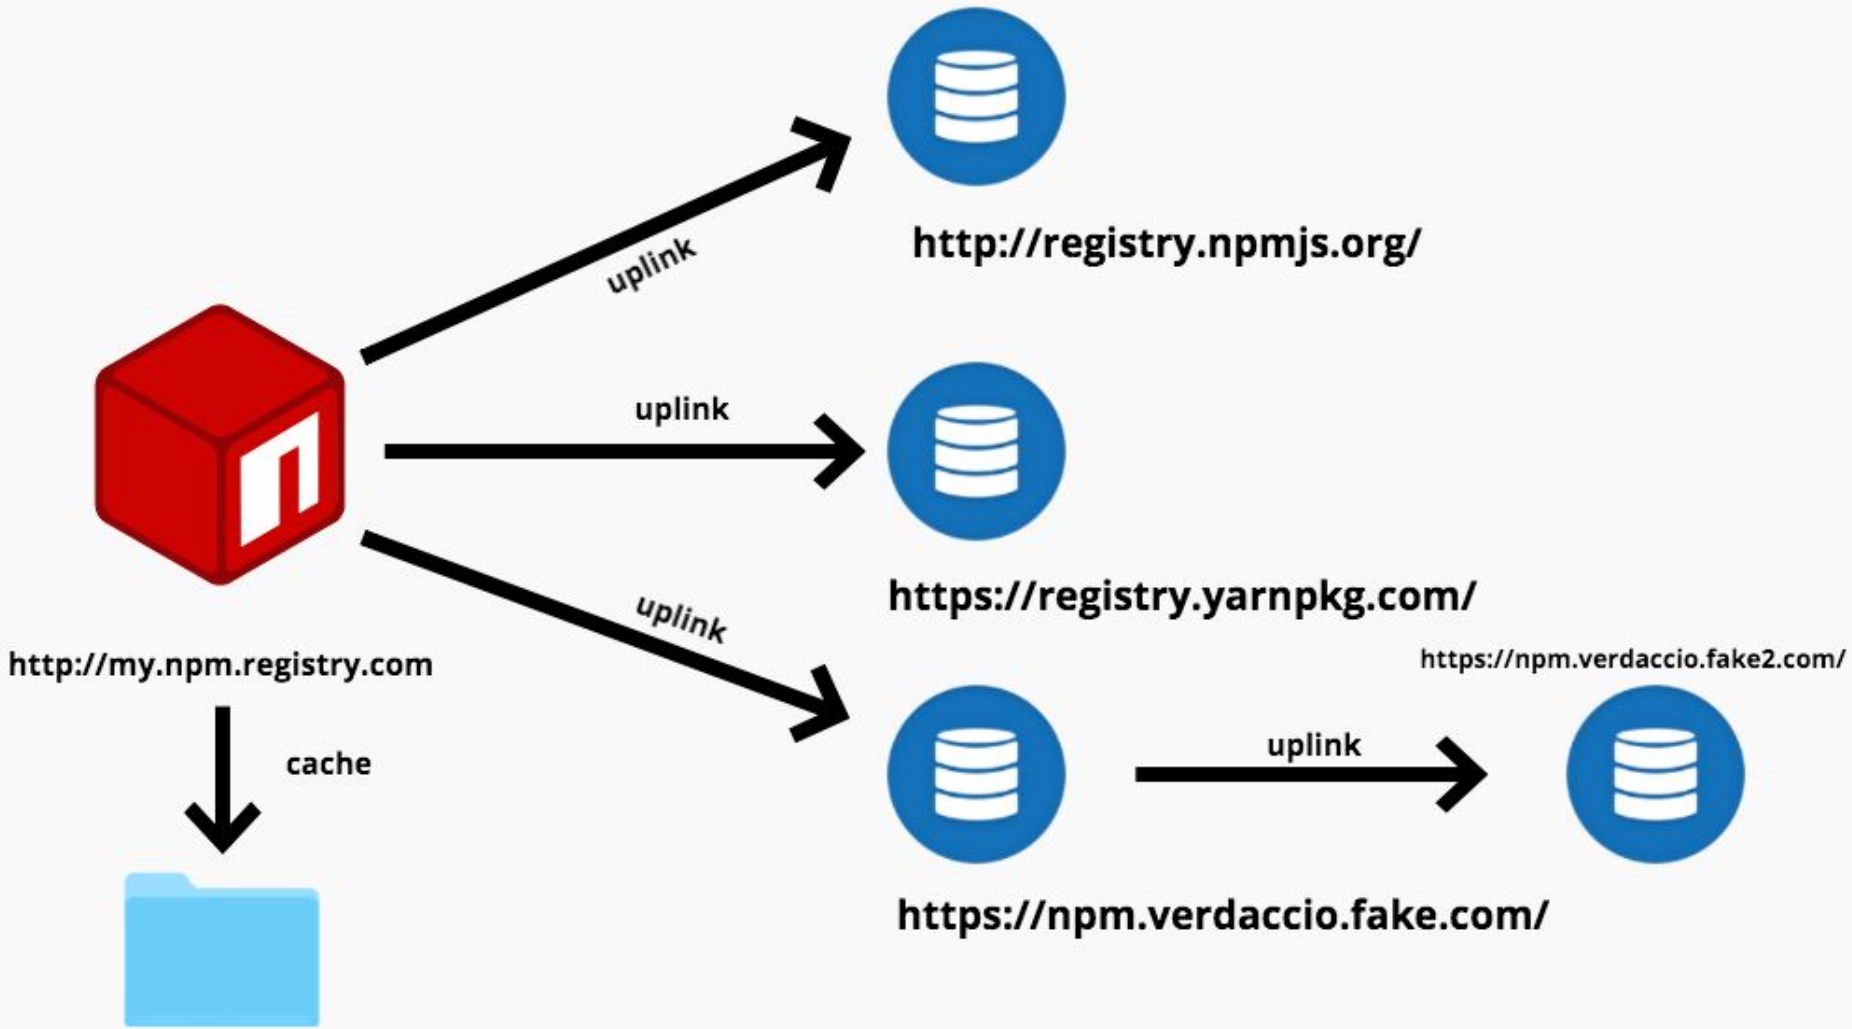 http://registry.npmjs.org/
uplink
uplink
https://registry.yarnpkg.com/
uplink
http://my.npm.registry.com
https://npm.verdaccio.fake2.com/
cache
uplink
https://npm.verdaccio.fake.com/